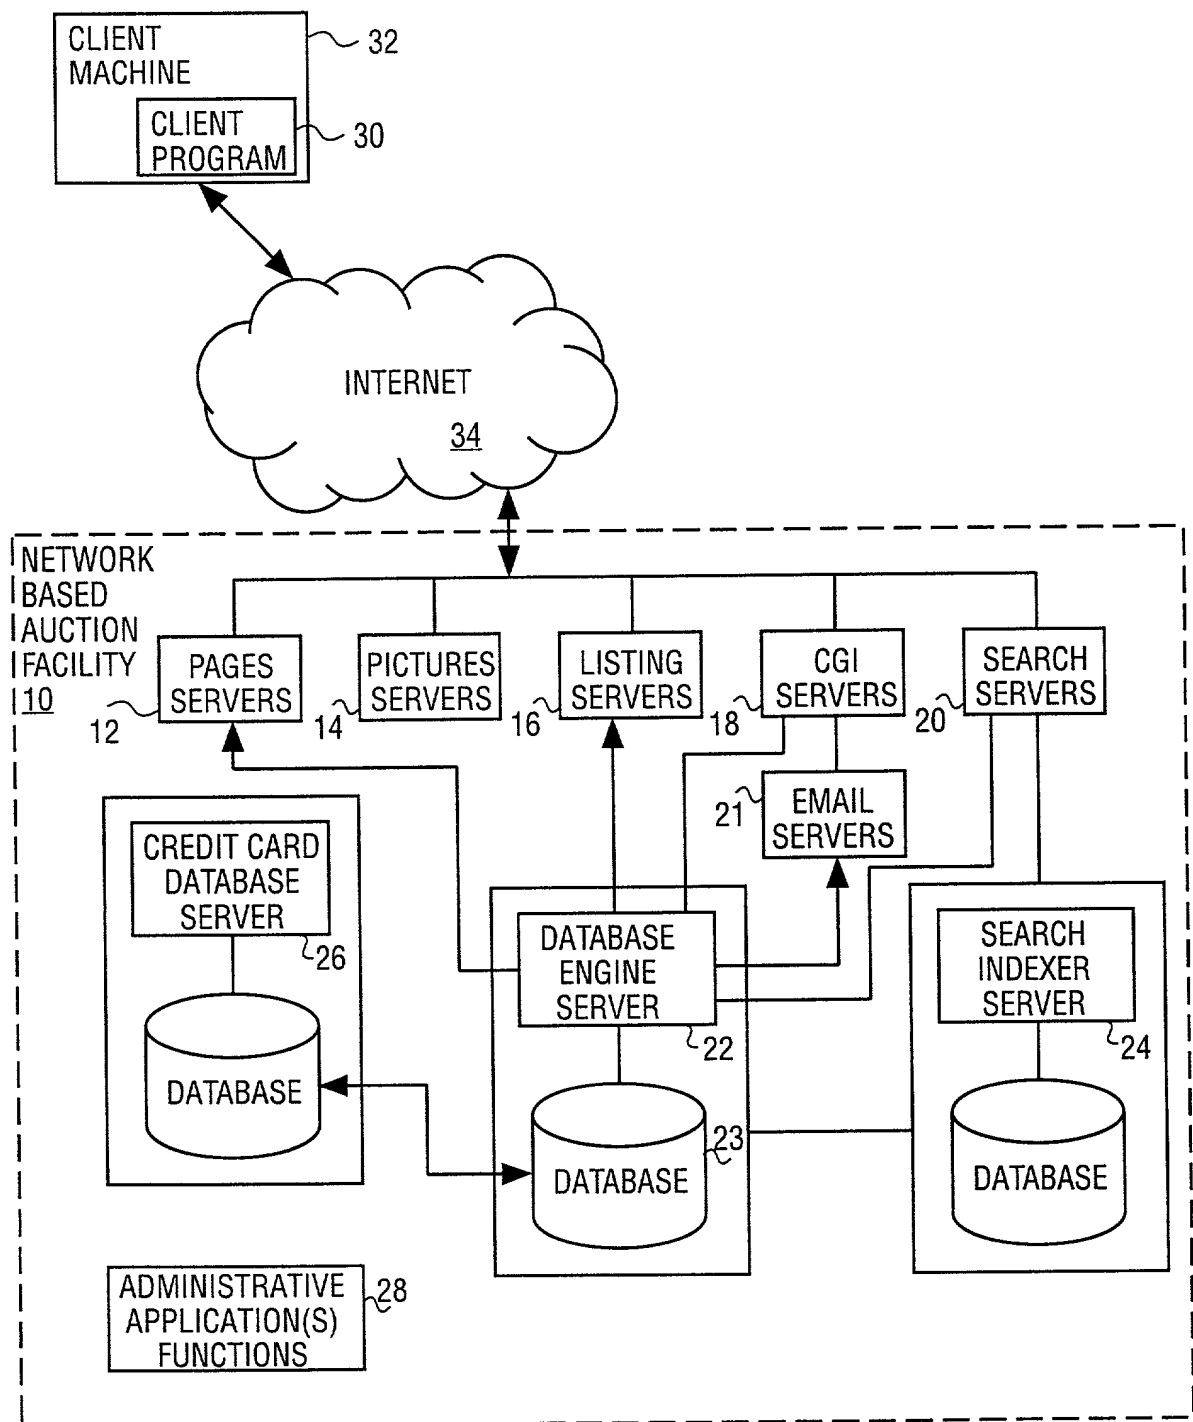 CLIENT
MACHINE
32
CLIENT
PROGRAM
30
INTERNET
34
NETWORK
BASED
AUCTION
FACILITY
10
PAGES
SERVERS
12
PICTURES
SERVERS
14
LISTING
SERVERS
16
CGI
SERVERS
18
SEARCH
SERVERS
20
EMAIL
SERVERS
21
CREDIT CARD
DATABASE
SERVER
26
DATABASE
DATABASE
ENGINE
SERVER
22
DATABASE
23
SEARCH
INDEXER
SERVER
24
DATABASE
ADMINISTRATIVE
APPLICATION(S)
FUNCTIONS
28